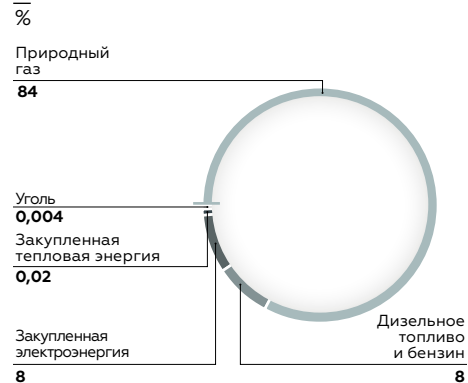 %
Природный
газ
84
Уголь
0,004
Закупленная
тепловая энергия
0,02
Закупленная
электроэнергия
8
Дизельное
топливо
и бензин
8